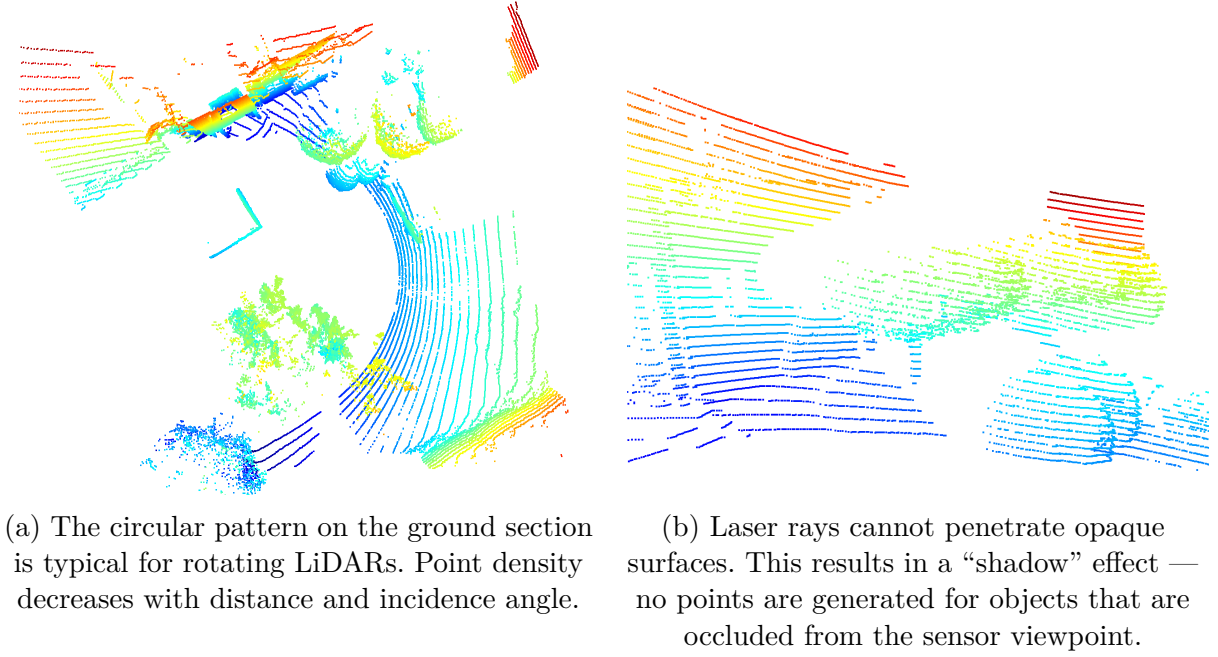 (a) The circular pattern on the ground section
is typical for rotating LiDARs. Point density
decreases with distance and incidence angle.
(b) Laser rays cannot penetrate opaque
surfaces. This results in a “shadow” effect —
no points are generated for objects that are
occluded from the sensor viewpoint.